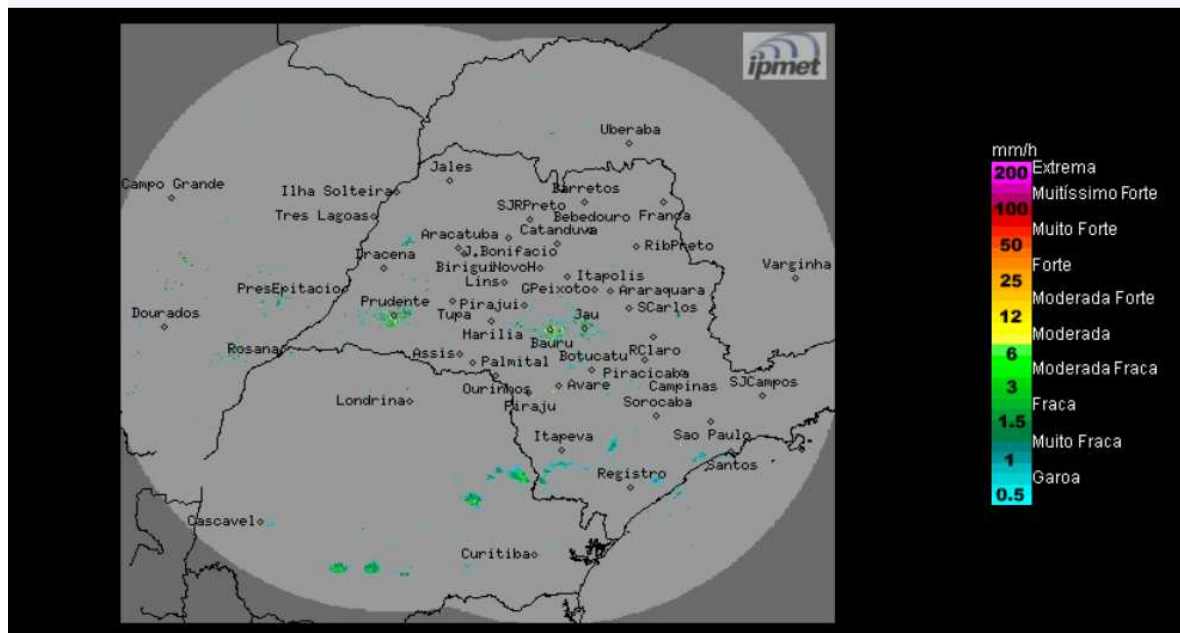 ipmet
Uberaba
Jales
Campo Grande
Ilha Solteira
Barretos
SJRPreto
Tres Lagoas
Bebedouro
Franca
Catanduva
Aracatuba
J.Bonifacio
RibPreto
Dracena
Birigui
NovoH
Itapolis
Varginha
Lins
GPeixoto
Araraquara
PresEpitacio
Prudente
Tupa
Pirajui
SCarlos
Dourados
Jau
Marilia
Bauru
Rosana
Assis
Palmital
Botucatu
RClaro
Piracicaba
Ourinhos
Avare
Campinas
SJCampos
Londrina
Piraju
Sorocaba
Itapeva
Sao Paulo
Registro
Santos
Cascavel
Curitiba
mm/h
200 Extrema
Muitíssimo Forte
100
Muito Forte
50
Forte
25
Moderada Forte
12
Moderada
6
Moderada Fraca
3
Fraca
1.5
Muito Fraca
1
Garoa
0.5